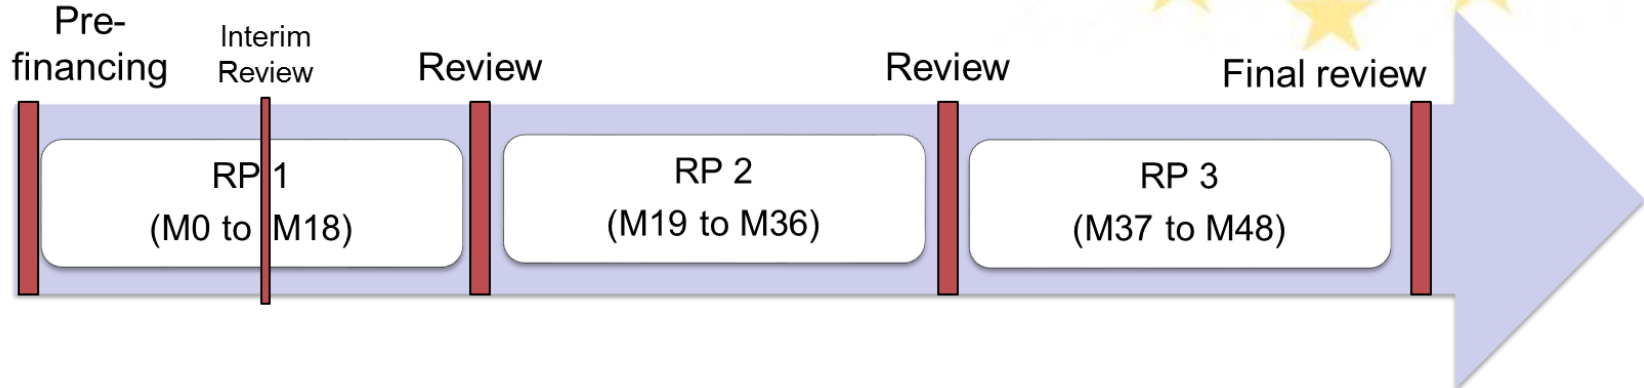 Pre-
financing
Interim
Review
Review
Review
Final review
RP 1
(M0 to M18)
RP 2
(M19 to M36)
RP 3
(M37 to M48)